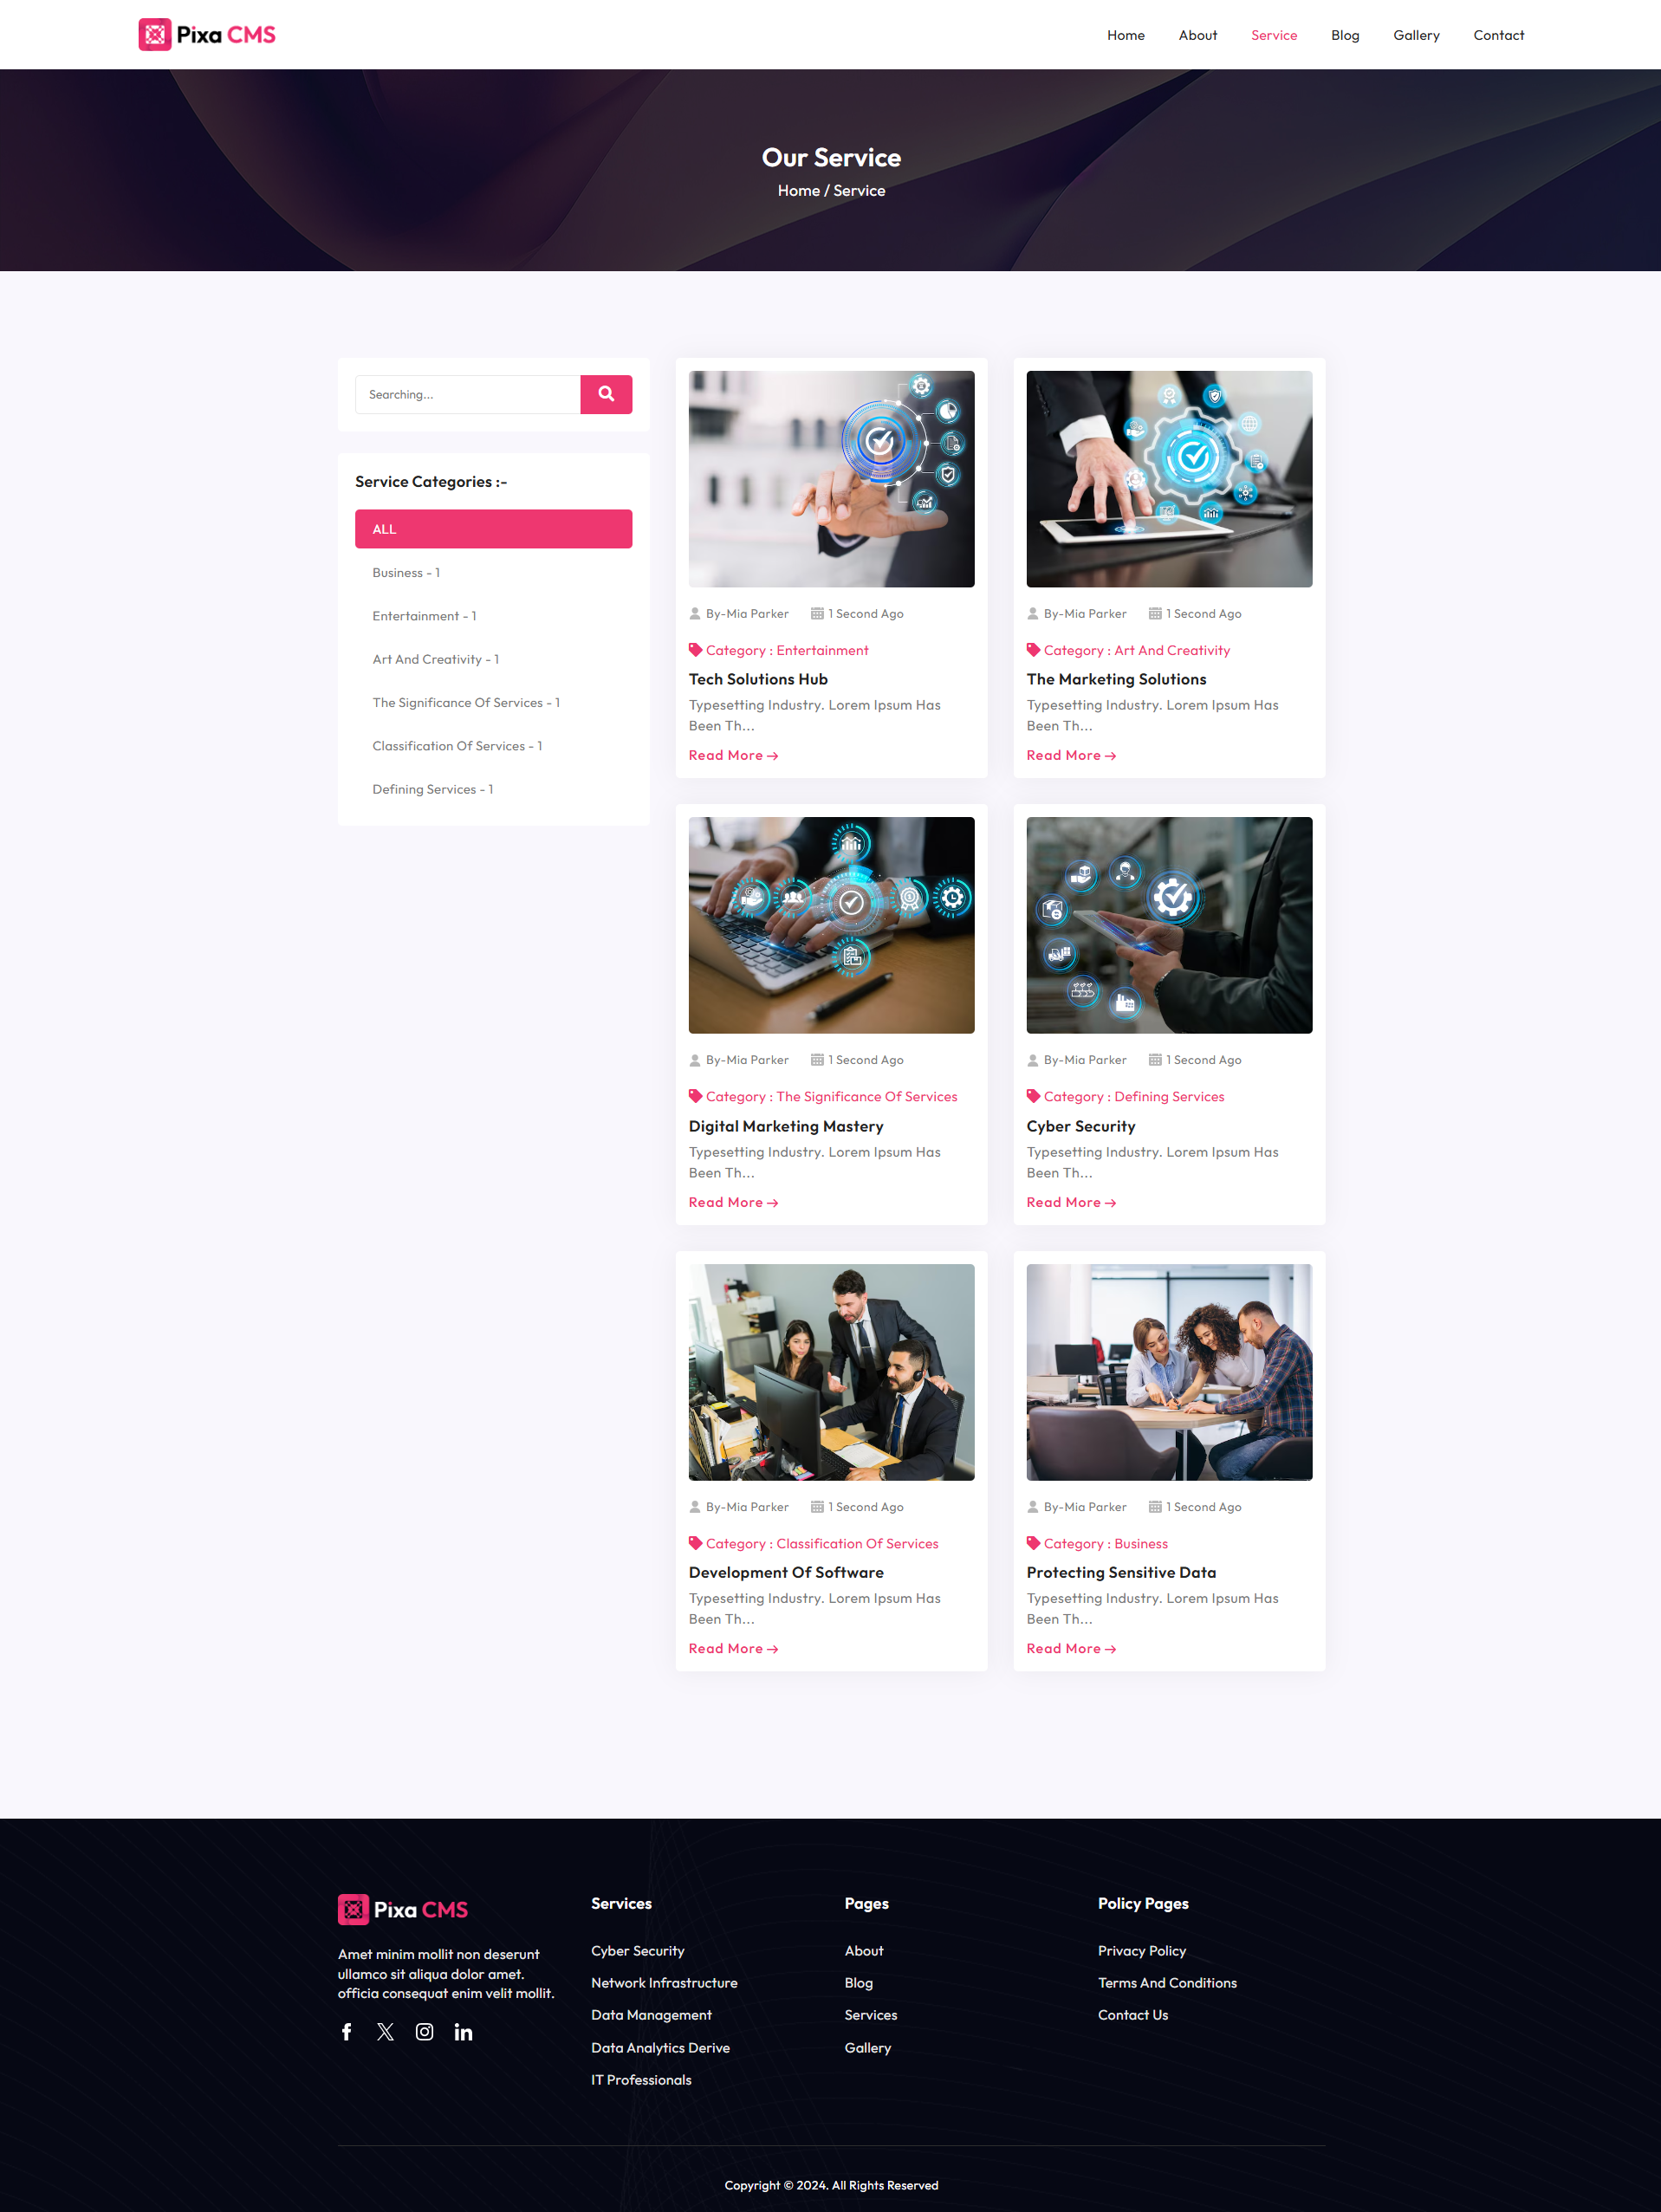 Pixa CMS
Home About Service Blog Gallery Contact
Our Service
Home / Service
Searching...
Service Categories :-
ALL
Business - 1
Entertainment - 1
Art And Creativity - 1
The Significance Of Services - 1
Classification Of Services - 1
Defining Services - 1
By-Mia Parker 1 Second Ago
Category : Entertainment
Tech Solutions Hub
Typesetting Industry. Lorem Ipsum Has
Been Th...
Read More
By-Mia Parker 1 Second Ago
Category : Art And Creativity
The Marketing Solutions
Typesetting Industry. Lorem Ipsum Has
Been Th...
Read More
By-Mia Parker 1 Second Ago
Category : The Significance Of Services
Digital Marketing Mastery
Typesetting Industry. Lorem Ipsum Has
Been Th...
Read More
By-Mia Parker 1 Second Ago
Category : Defining Services
Cyber Security
Typesetting Industry. Lorem Ipsum Has
Been Th...
Read More
By-Mia Parker 1 Second Ago
Category : Classification Of Services
Development Of Software
Typesetting Industry. Lorem Ipsum Has
Been Th...
Read More
By-Mia Parker 1 Second Ago
Category : Business
Protecting Sensitive Data
Typesetting Industry. Lorem Ipsum Has
Been Th...
Read More
Pixa CMS
Amet minim mollit non deserunt
ullamco sit aliqua dolor amet.
officia consequat enim velit mollit.
Services
Cyber Security
Network Infrastructure
Data Management
Data Analytics Derive
IT Professionals
Pages
About
Blog
Services
Gallery
Policy Pages
Privacy Policy
Terms And Conditions
Contact Us
Copyright © 2024. All Rights Reserved